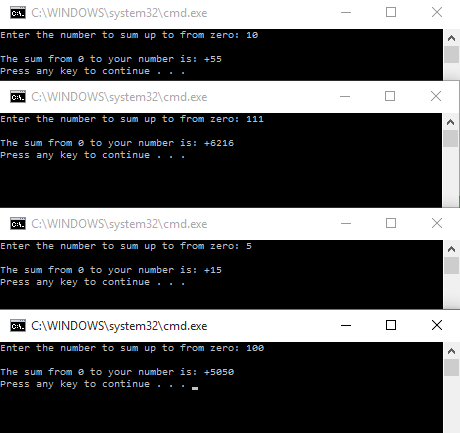 C:\WINDOWS\system32\cmd.exe
Enter the number to sum up to from zero: 10
The sum from 0 to your number is: +55
Press any key to continue . . .
C:\WINDOWS\system32\cmd.exe
Enter the number to sum up to from zero: 111
The sum from 0 to your number is: +6216
Press any key to continue . . .
C:\WINDOWS\system32\cmd.exe
Enter the number to sum up to from zero: 5
The sum from 0 to your number is: +15
Press any key to continue . . .
C:\WINDOWS\system32\cmd.exe
Enter the number to sum up to from zero: 100
The sum from 0 to your number is: +5050
Press any key to continue . . .